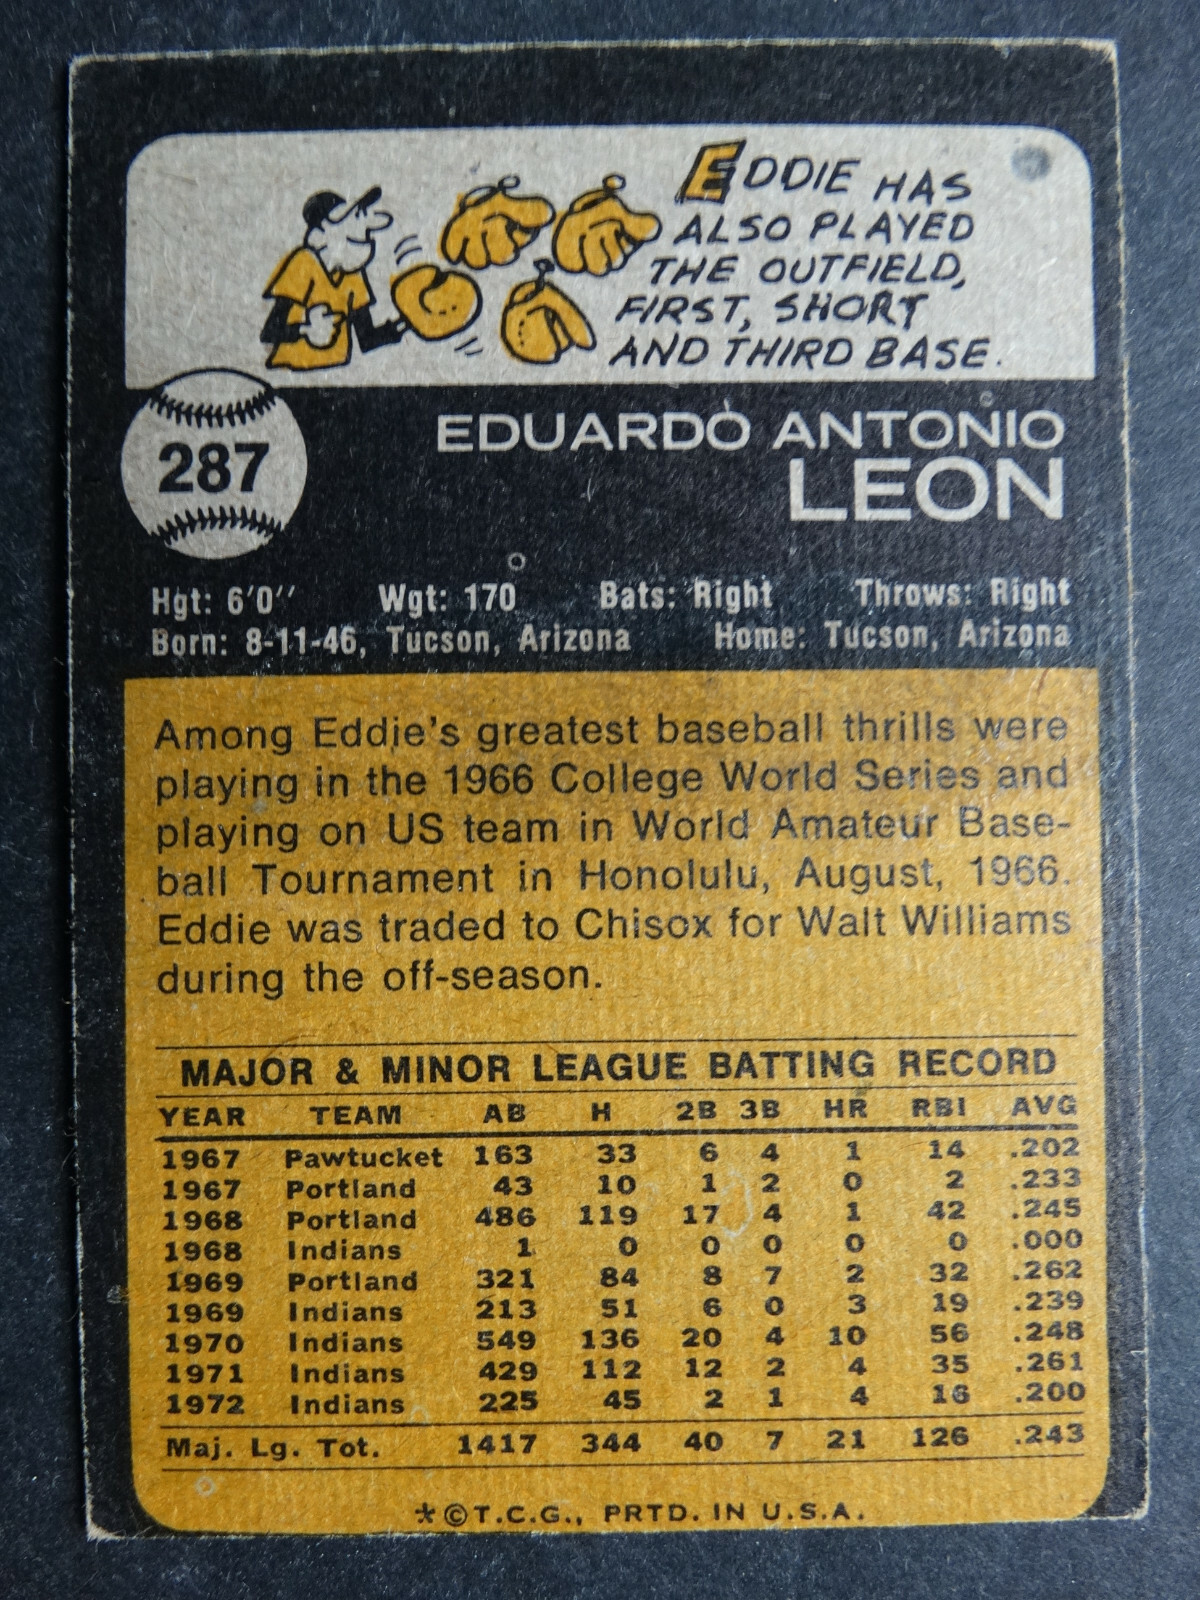 EDDIE HAS
ALSO PLAYED
THE OUTFIELD,
FIRST, SHORT
AND THIRD BASE.
287
EDUARDO ANTONIO
LEON
Hgt: 6'0" Wgt: 170 Bats: Right Throws: Right
Born: 8-11-46, Tucson, Arizona Home: Tucson, Arizona
Among Eddie's greatest baseball thrills were
playing in the 1966 College World Series and
playing on US team in World Amateur Base-
ball Tournament in Honolulu, August, 1966.
Eddie was traded to Chisox for Walt Williams
during the off-season.
MAJOR & MINOR LEAGUE BATTING RECORD
YEAR TEAM AB H 2B 3B HR RBI AVG
1967 Pawtucket 163 33 6 4 1 14 .202
1967 Portland 43 10 1 2 0 2 .233
1968 Portland 486 119 17 4 1 42 .245
1968 Indians 1 0 0 0 0 0 .000
1969 Portland 321 84 8 7 2 32 .262
1969 Indians 213 51 6 0 3 19 .239
1970 Indians 549 136 20 4 10 56 .248
1971 Indians 429 112 12 2 4 35 .261
1972 Indians 225 45 2 1 4 16 .200
Maj. Lg. Tot. 1417 344 40 7 21 126 .243
*©T.C.G., PRTD. IN U.S.A.